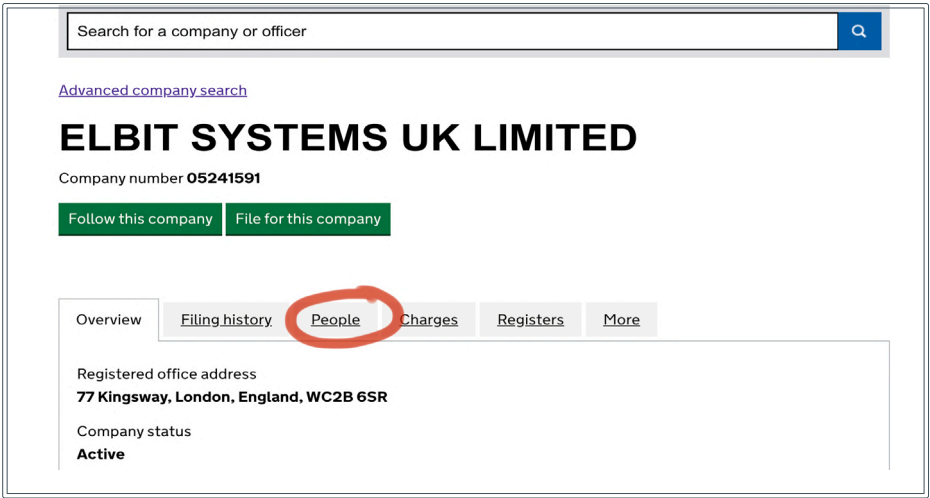 Search for a company or officer
Advanced company search
ELBIT SYSTEMS UK LIMITED
Company number 05241591
Follow this company File for this company
Overview Filing history People Charges Registers More
Registered office address
77 Kingsway, London, England, WC2B 6SR
Company status
Active